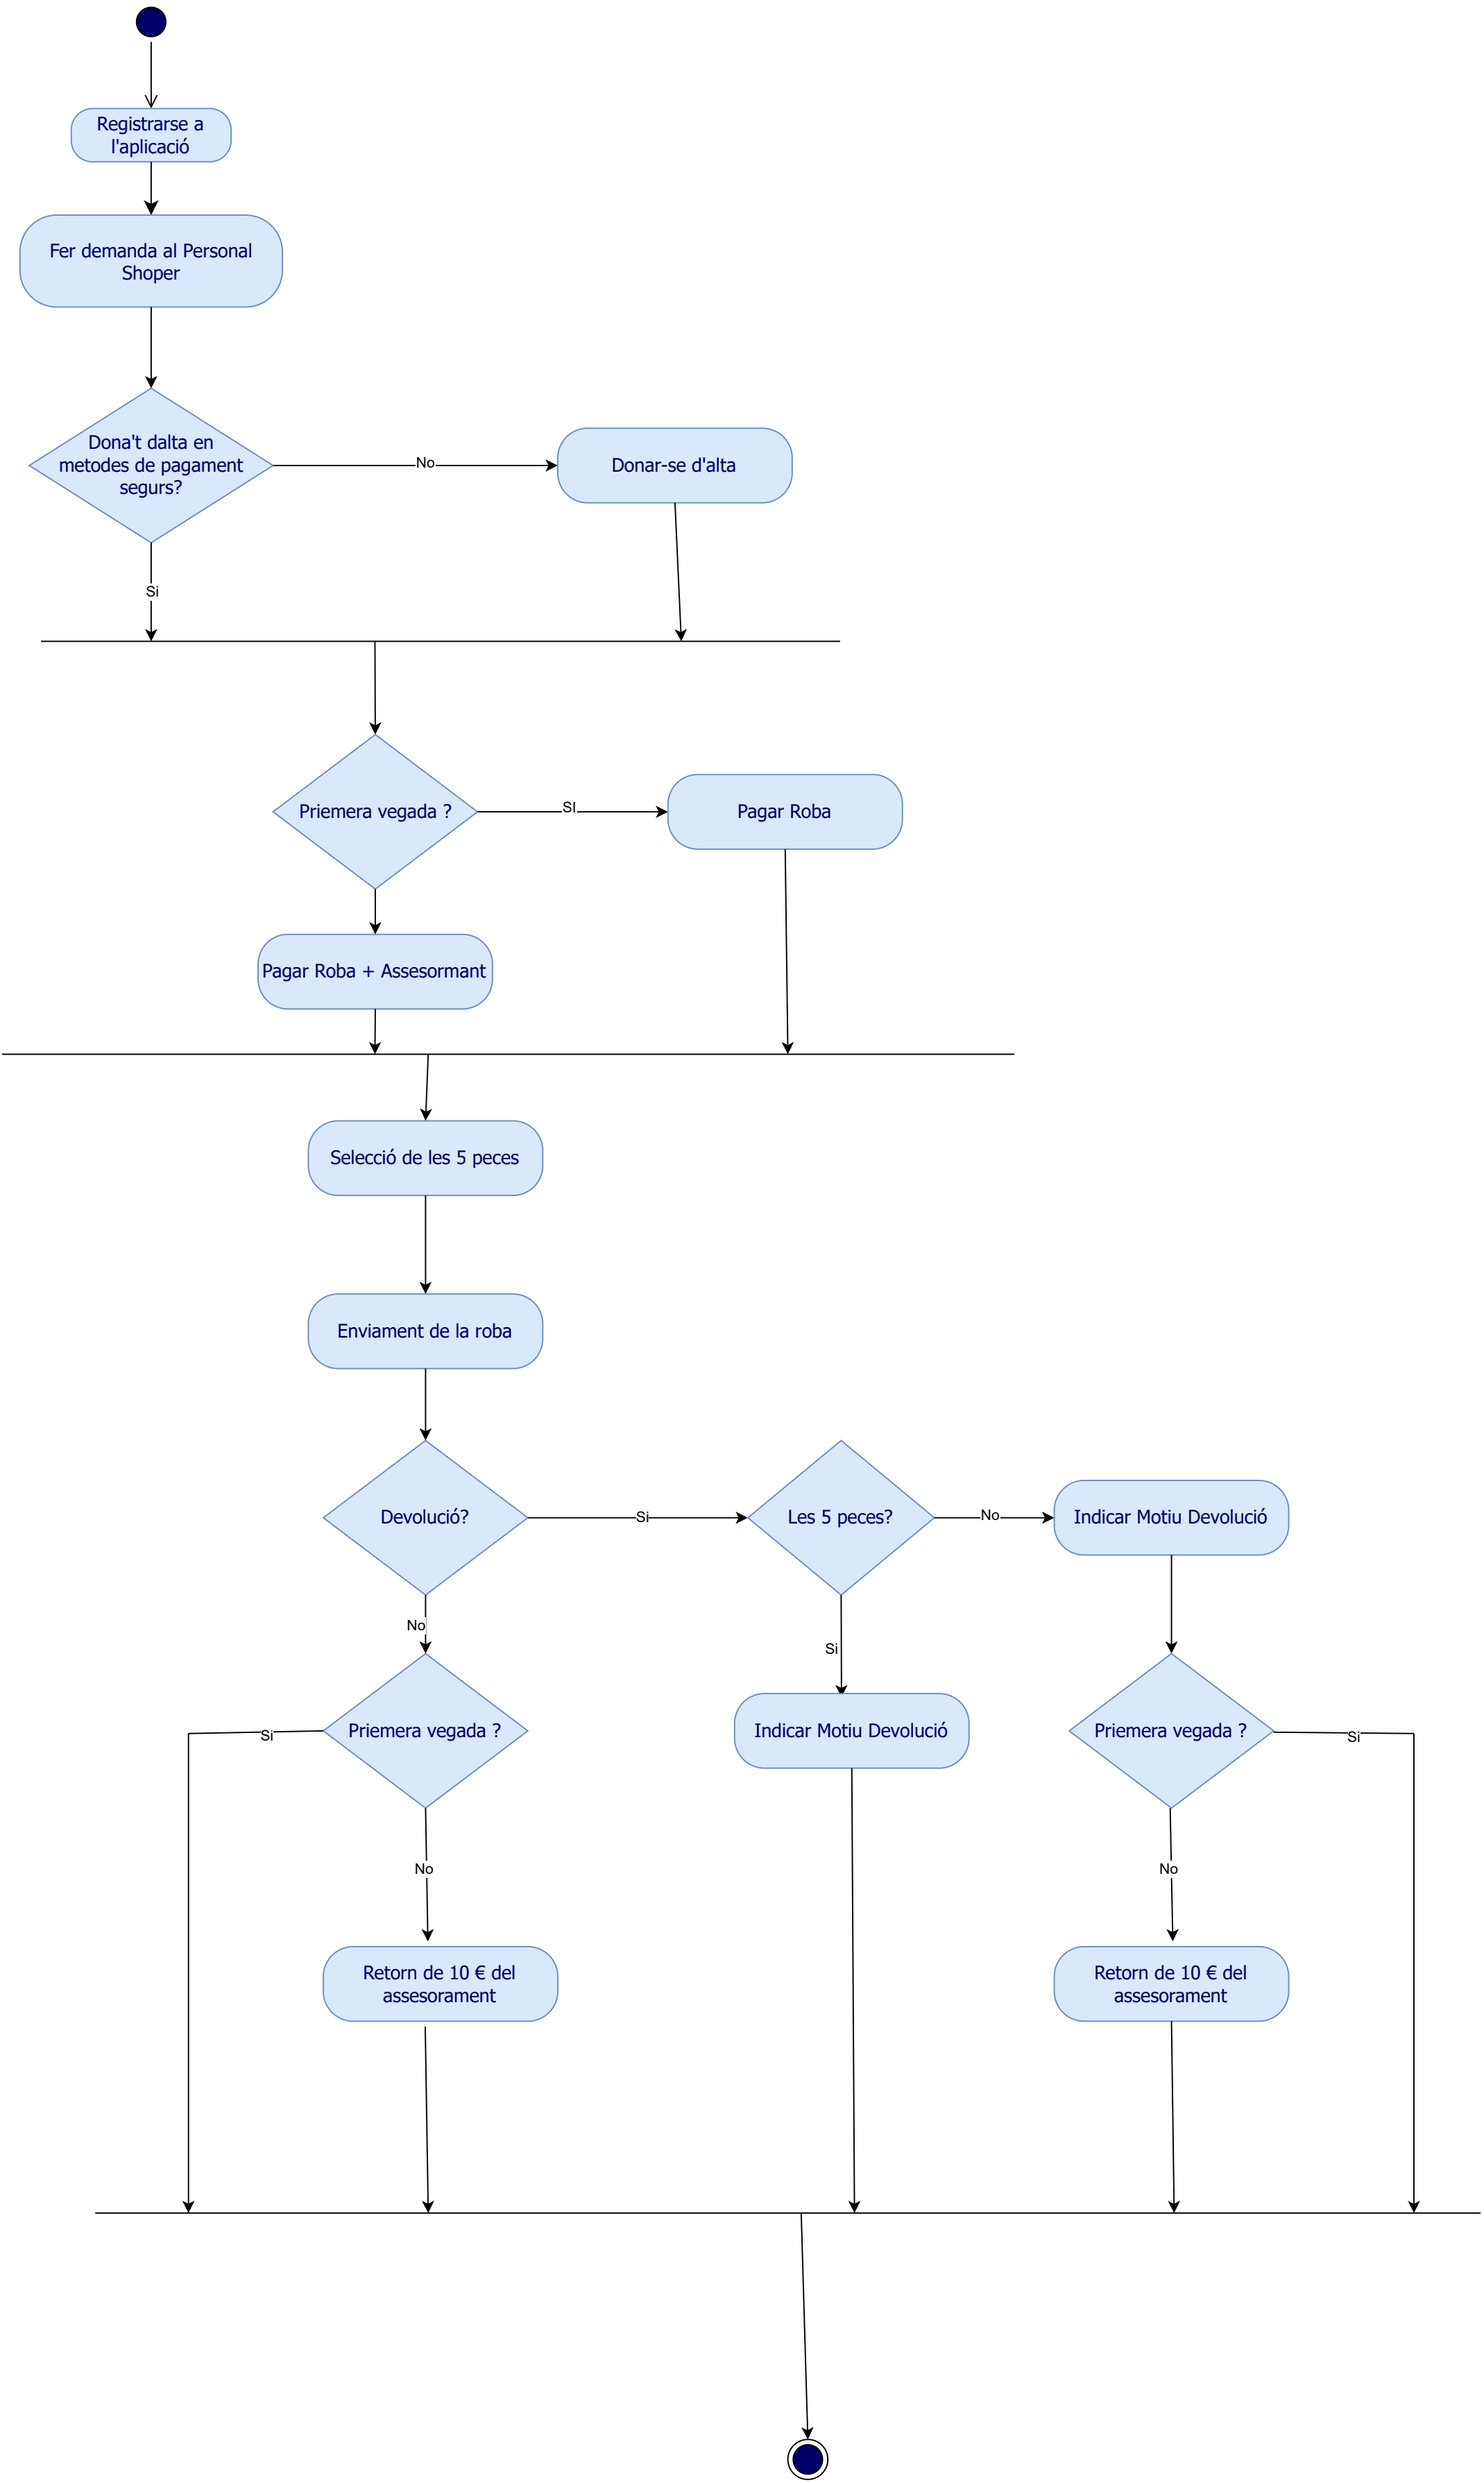 Registrarse a
l'aplicació
Fer demanda al Personal
Shoper
Dona't dalta en
metodes de pagament
segurs?
No
Donar-se d'alta
Si
Priemera vegada ?
SI
Pagar Roba
Pagar Roba + Assesormant
Selecció de les 5 peces
Enviament de la roba
Devolució?
Si
Les 5 peces?
No
Indicar Motiu Devolució
No
Si
Si
Priemera vegada ?
Indicar Motiu Devolució
Priemera vegada ?
Si
No
No
Retorn de 10 € del
assesorament
Retorn de 10 € del
assesorament